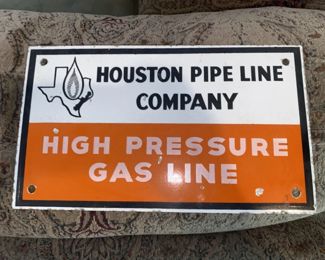 HOUSTON PIPE LINE
COMPANY
HIGH PRESSURE
GAS LINE